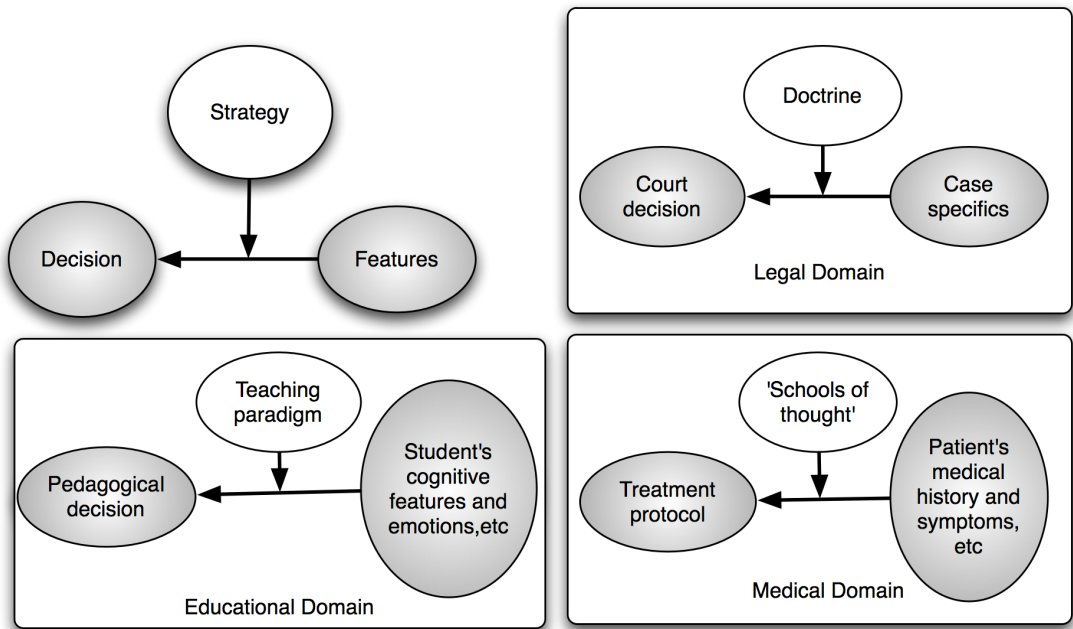 Strategy
Decision
Features
Doctrine
Court
decision
Case
specifics
Legal Domain
Teaching
paradigm
Pedagogical
decision
Student's
cognitive
features and
emotions,etc
Educational Domain
'Schools of
thought'
Treatment
protocol
Patient's
medical
history and
symptoms,
etc
Medical Domain